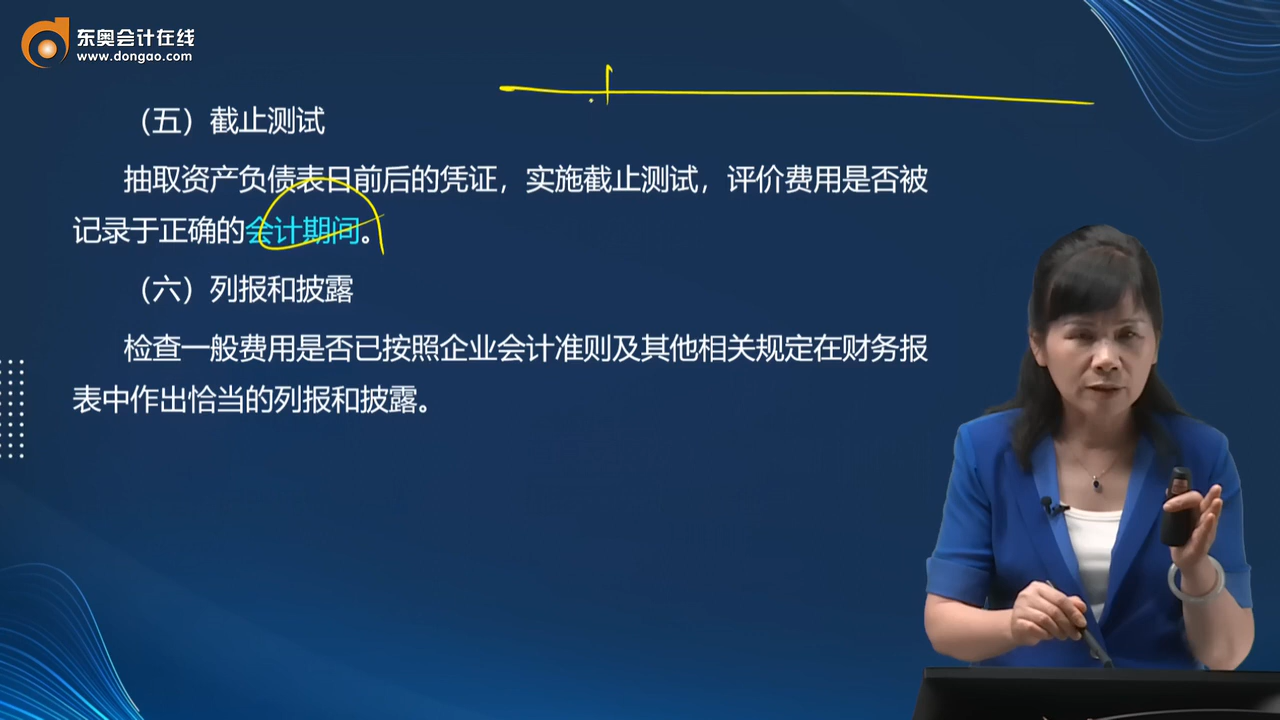 东奥会计在线
www.dongao.com
（五）截止测试
抽取资产负债表日前后的凭证，实施截止测试，评价费用是否被
记录于正确的会计期间。
（六）列报和披露
检查一般费用是否已按照企业会计准则及其他相关规定在财务报
表中作出恰当的列报和披露。